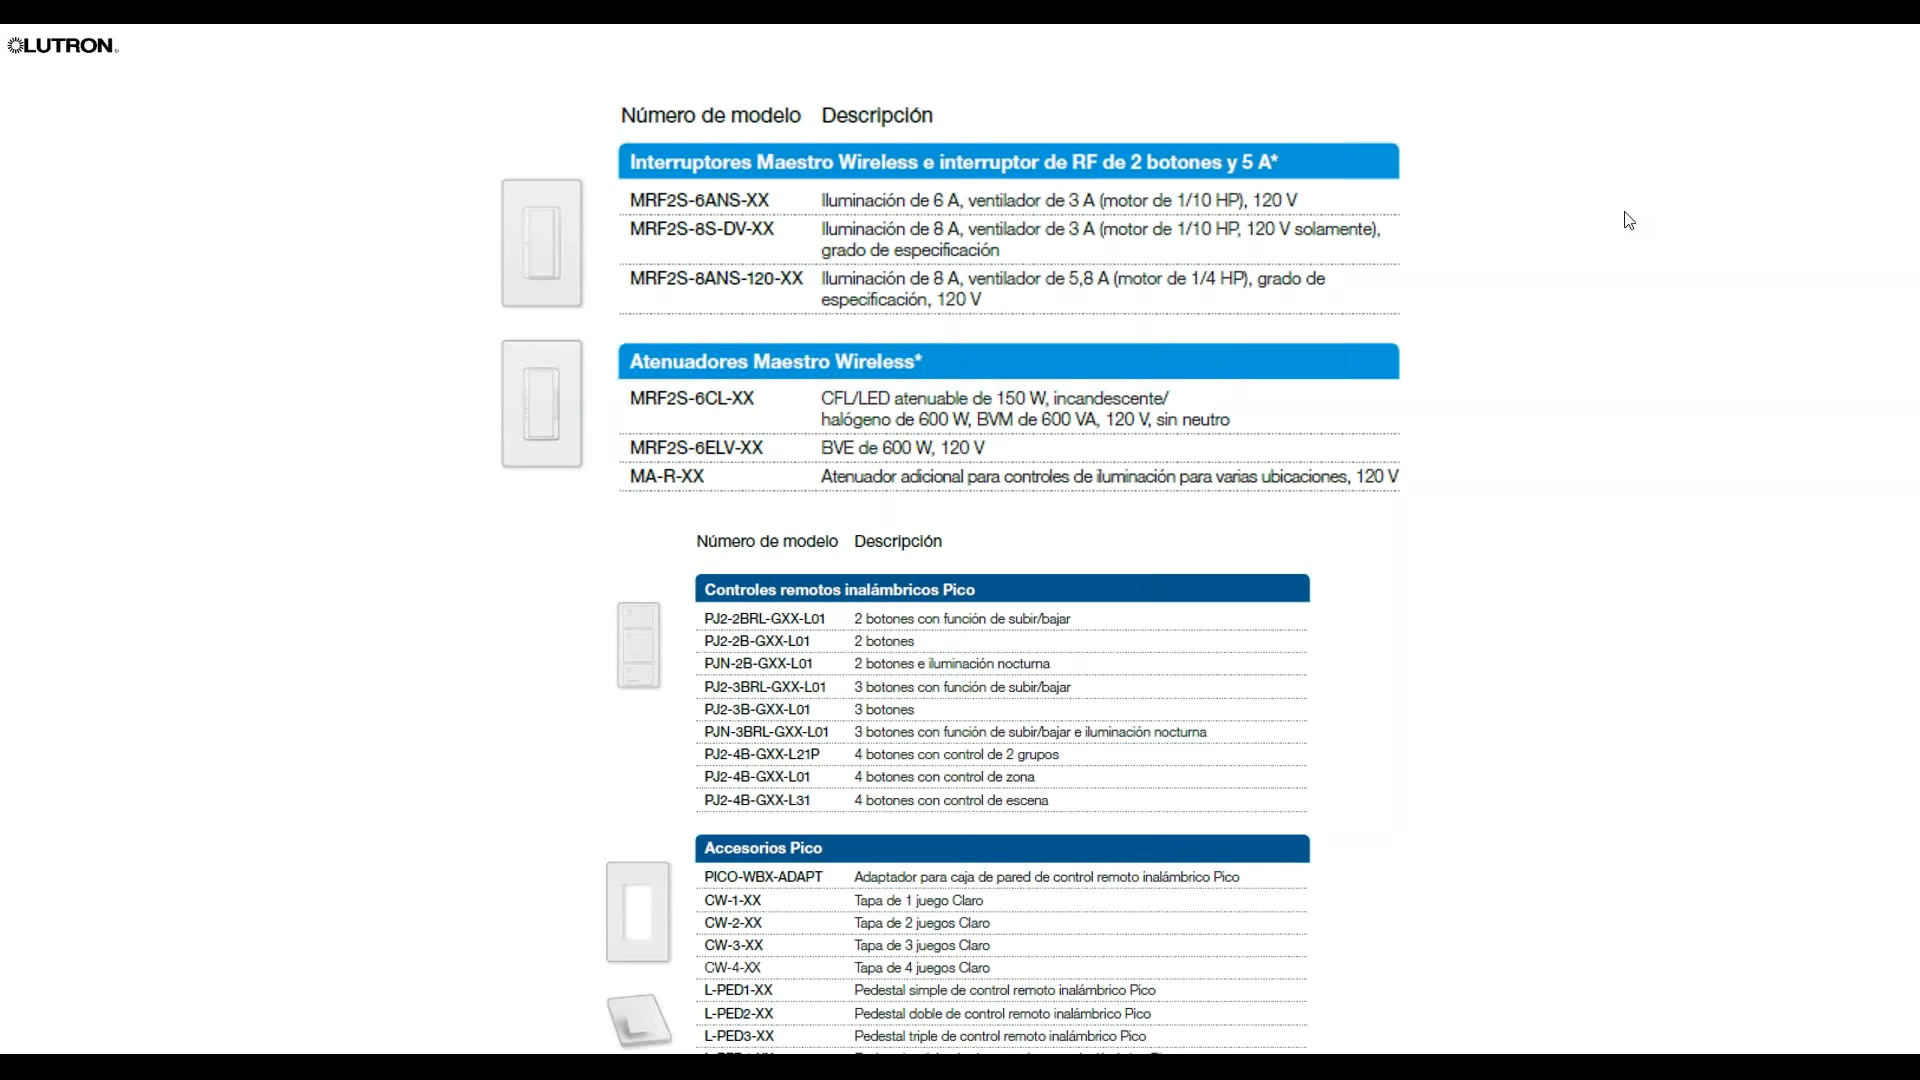 LUTRON
Número de modelo Descripción
Interruptores Maestro Wireless e interruptor de RF de 2 botones y 5 A*
MRF2S-6ANS-XX Iluminación de 6 A, ventilador de 3 A (motor de 1/10 HP), 120 V
MRF2S-8S-DV-XX Iluminación de 8 A, ventilador de 3 A (motor de 1/10 HP, 120 V solamente),
grado de especificación
MRF2S-8ANS-120-XX Iluminación de 8 A, ventilador de 5,8 A (motor de 1/4 HP), grado de
especificación, 120 V
Atenuadores Maestro Wireless*
MRF2S-6CL-XX CFL/LED atenuable de 150 W, incandescente/
halógeno de 600 W, BVM de 600 VA, 120 V, sin neutro
MRF2S-6ELV-XX BVE de 600 W, 120 V
MA-R-XX Atenuador adicional para controles de iluminación para varias ubicaciones, 120 V
Número de modelo Descripción
Controles remotos inalámbricos Pico
PJ2-2BRL-GXX-L01 2 botones con función de subir/bajar
PJ2-2B-GXX-L01 2 botones
PJN-2B-GXX-L01 2 botones e iluminación nocturna
PJ2-3BRL-GXX-L01 3 botones con función de subir/bajar
PJ2-3B-GXX-L01 3 botones
PJN-3BRL-GXX-L01 3 botones con función de subir/bajar e iluminación nocturna
PJ2-4B-GXX-L21P 4 botones con control de 2 grupos
PJ2-4B-GXX-L01 4 botones con control de zona
PJ2-4B-GXX-L31 4 botones con control de escena
Accesorios Pico
PICO-WBX-ADAPT Adaptador para caja de pared de control remoto inalámbrico Pico
CW-1-XX Tapa de 1 juego Claro
CW-2-XX Tapa de 2 juegos Claro
CW-3-XX Tapa de 3 juegos Claro
CW-4-XX Tapa de 4 juegos Claro
L-PED1-XX Pedestal simple de control remoto inalámbrico Pico
L-PED2-XX Pedestal doble de control remoto inalámbrico Pico
L-PED3-XX Pedestal triple de control remoto inalámbrico Pico